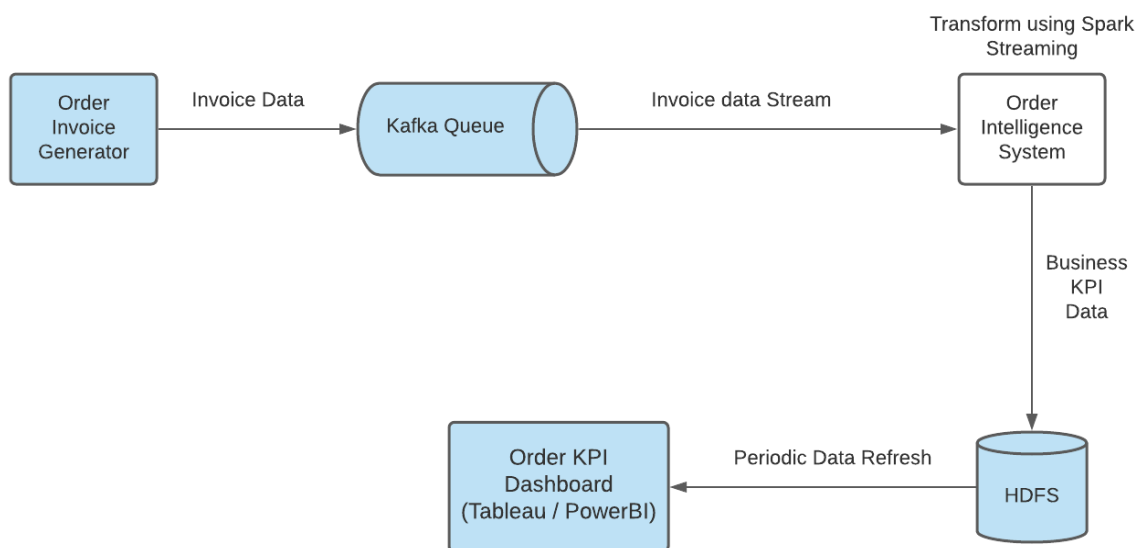 Transform using Spark
Streaming
Order
Invoice
Generator
Invoice Data
Kafka Queue
Invoice data Stream
Order
Intelligence
System
Business
KPI
Data
Order KPI
Dashboard
(Tableau / PowerBI)
Periodic Data Refresh
HDFS